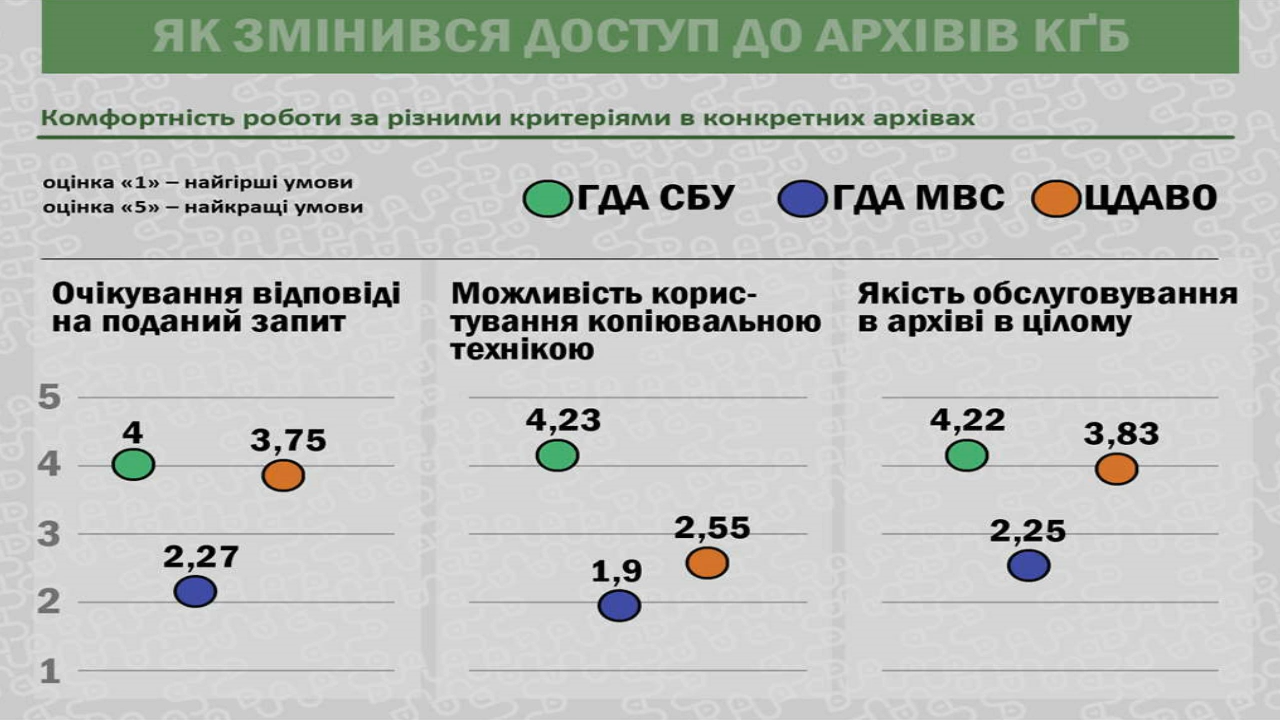 ЯК ЗМІНИВСЯ ДОСТУП ДО АРХІВІВ КҐБ
Комфортність роботи за різними критеріями в конкретних архівах
оцінка «1» – найгірші умови
оцінка «5» – найкращі умови
ГДА СБУ ГДА МВС ЦДАВО
Очікування відповіді
на поданий запит
Можливість корис-
тування копіювальною
технікою
Якість обслуговування
в архіві в цілому
5
4
3
2
1
4
3,75
2,27
4,23
2,55
1,9
4,22
3,83
2,25